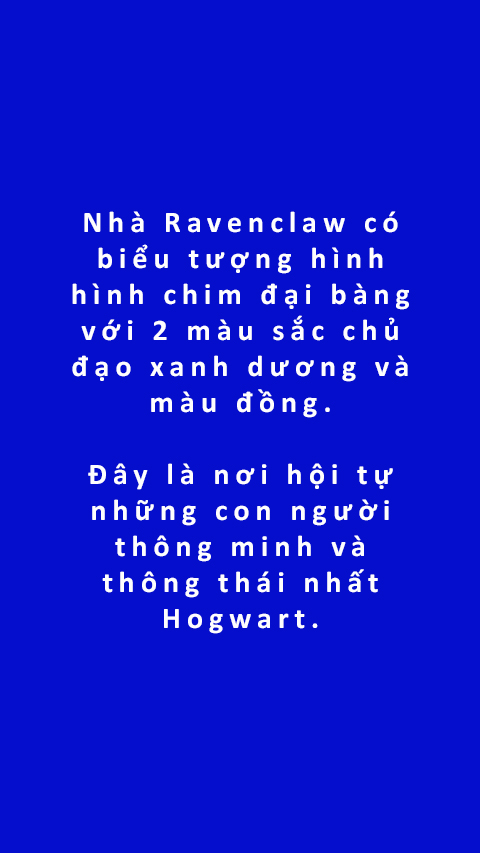 Nhà Ravenclaw có
biểu tượng hình
hình chim đại bàng
với 2 màu sắc chủ
đạo xanh dương và
màu đồng.
Đây là nơi hội tự
những con người
thông minh và
thông thái nhất
Hogwart.